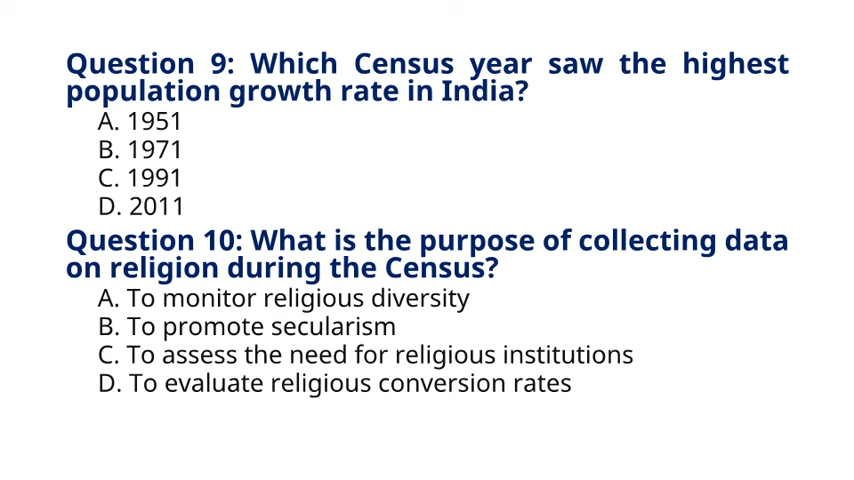 Question 9: Which Census year saw the highest
population growth rate in India?
A. 1951
B. 1971
C. 1991
D. 2011
Question 10: What is the purpose of collecting data
on religion during the Census?
A. To monitor religious diversity
B. To promote secularism
C. To assess the need for religious institutions
D. To evaluate religious conversion rates